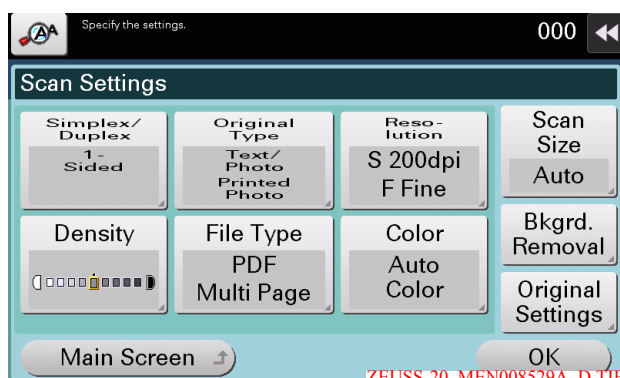 Specify the settings.
000
Scan Settings
Simplex/
Duplex
1-
Sided
Original
Type
Text/
Photo
Printed
Photo
Reso-
lution
S 200dpi
F Fine
Scan
Size
Auto
Density
File Type
PDF
Multi Page
Color
Auto
Color
Bkgrd.
Removal
Original
Settings
Main Screen
OK
ZEUSS_20_MEN008529A_D.TIF